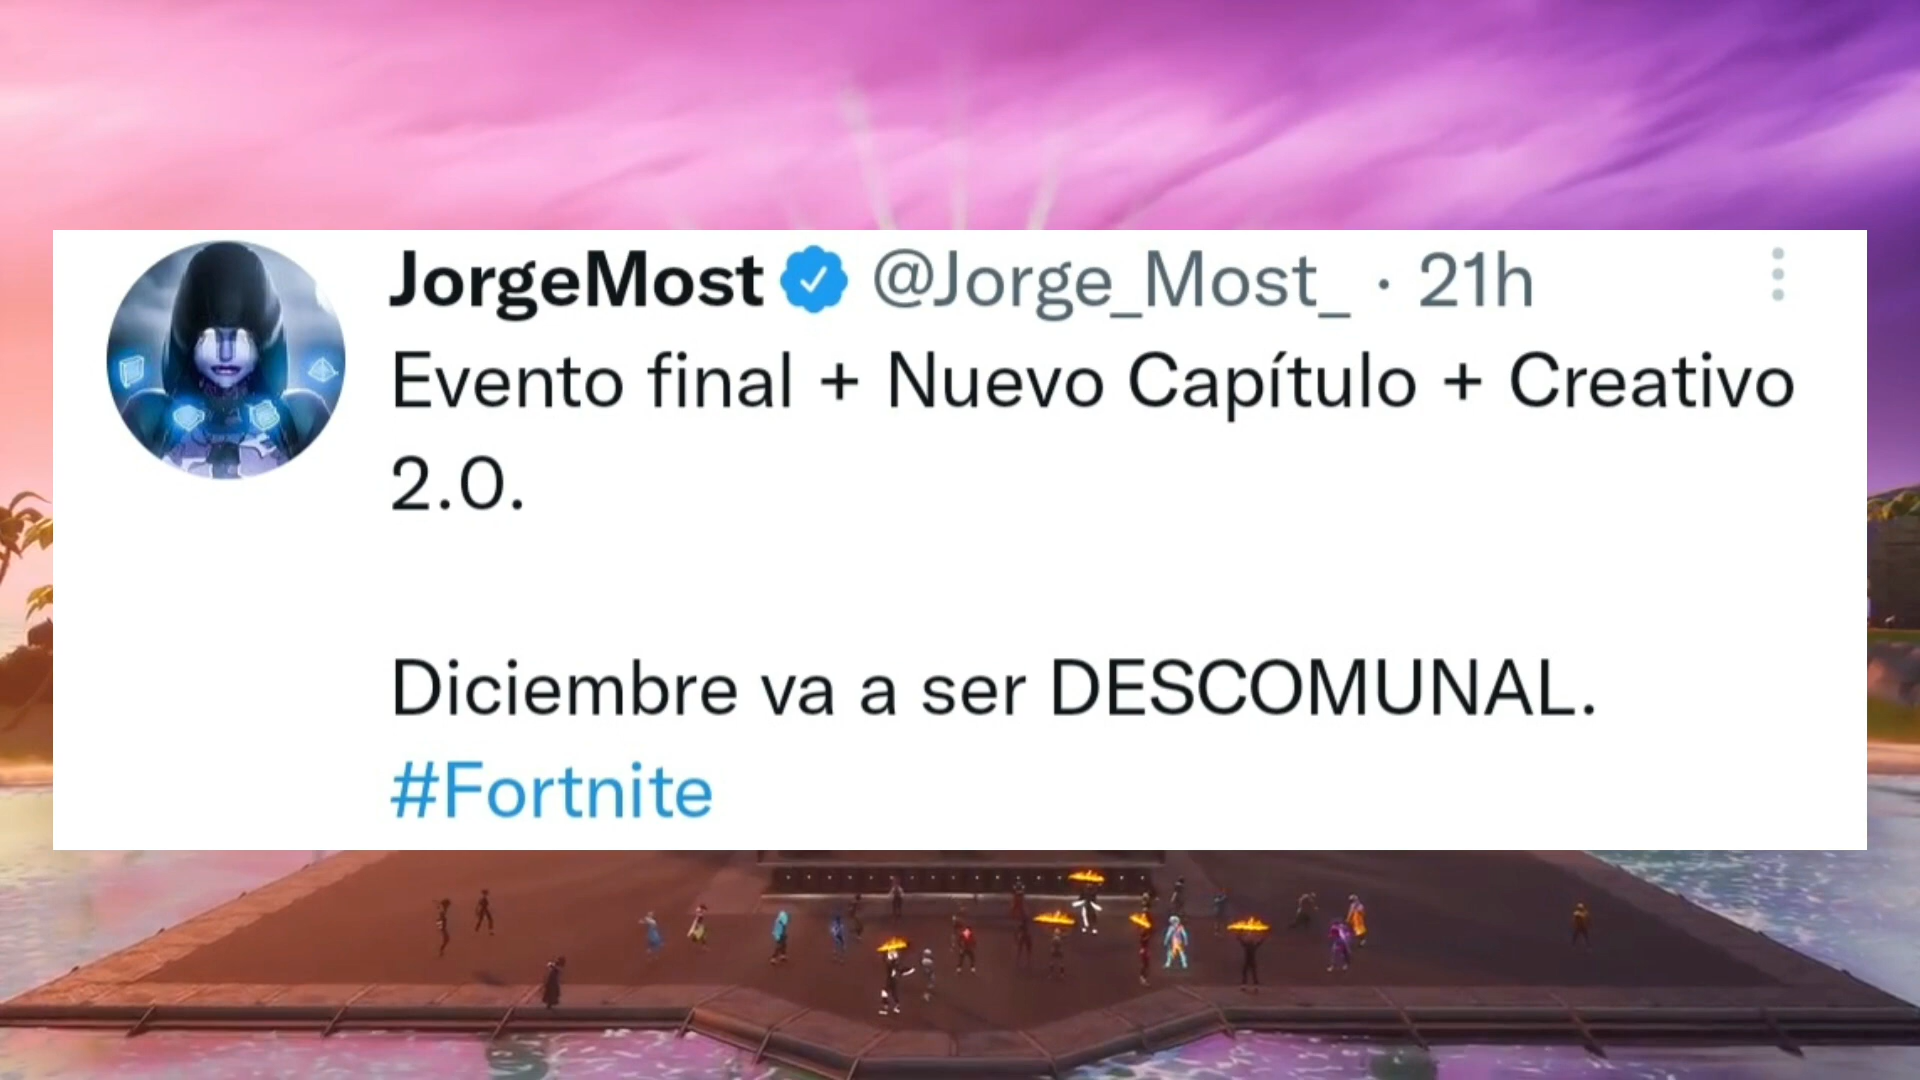 JorgeMost @Jorge_Most_ · 21h
Evento final + Nuevo Capítulo + Creativo
2.0.
Diciembre va a ser DESCOMUNAL.
#Fortnite